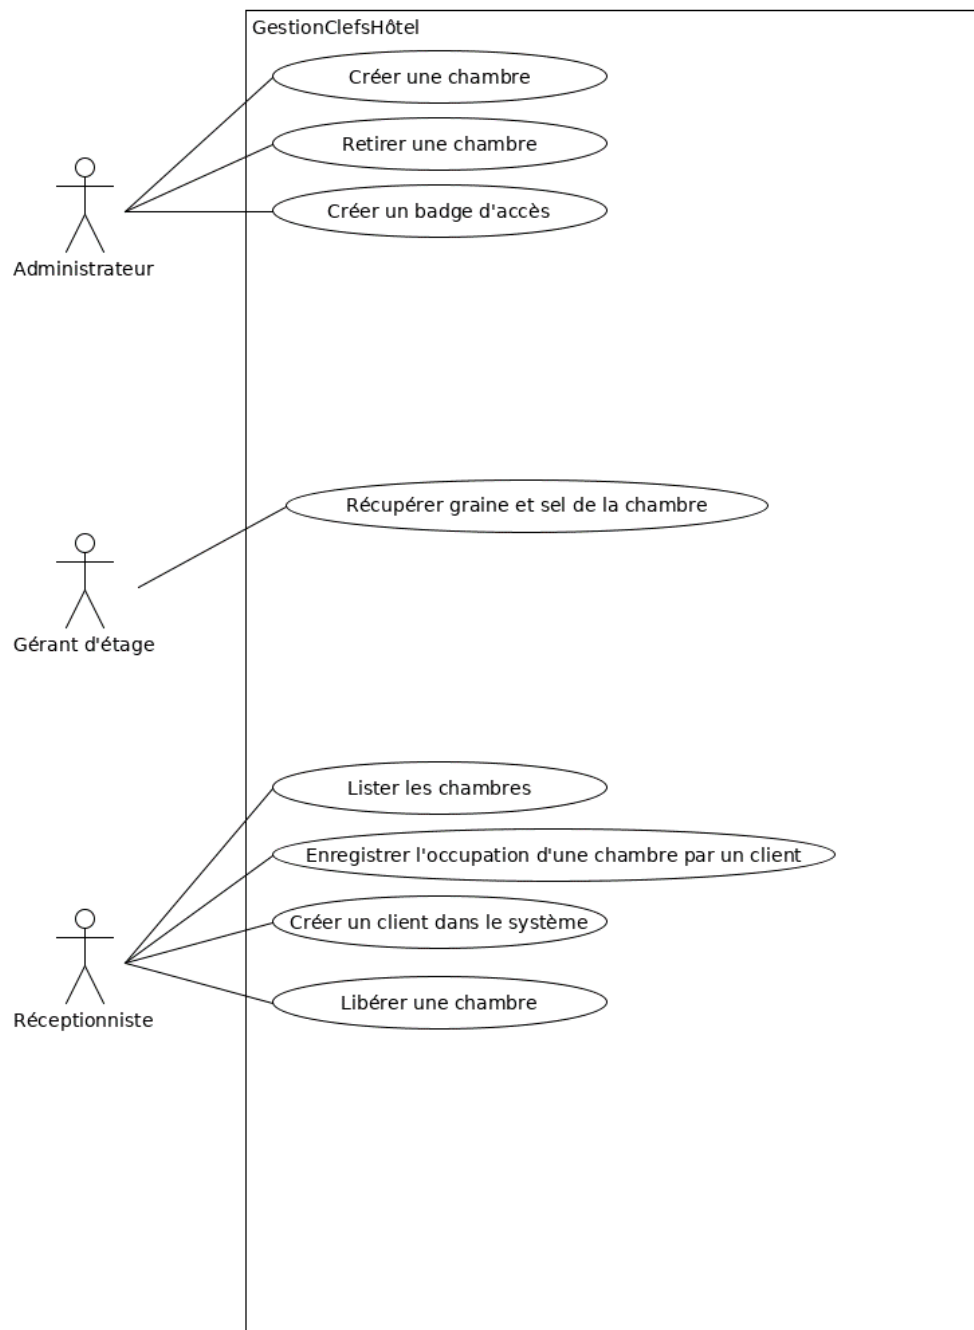 GestionClefsHôtel
Créer une chambre
Retirer une chambre
Créer un badge d'accès
Administrateur
Récupérer graine et sel de la chambre
Gérant d'étage
Lister les chambres
Enregistrer l'occupation d'une chambre par un client
Créer un client dans le système
Libérer une chambre
Réceptionniste